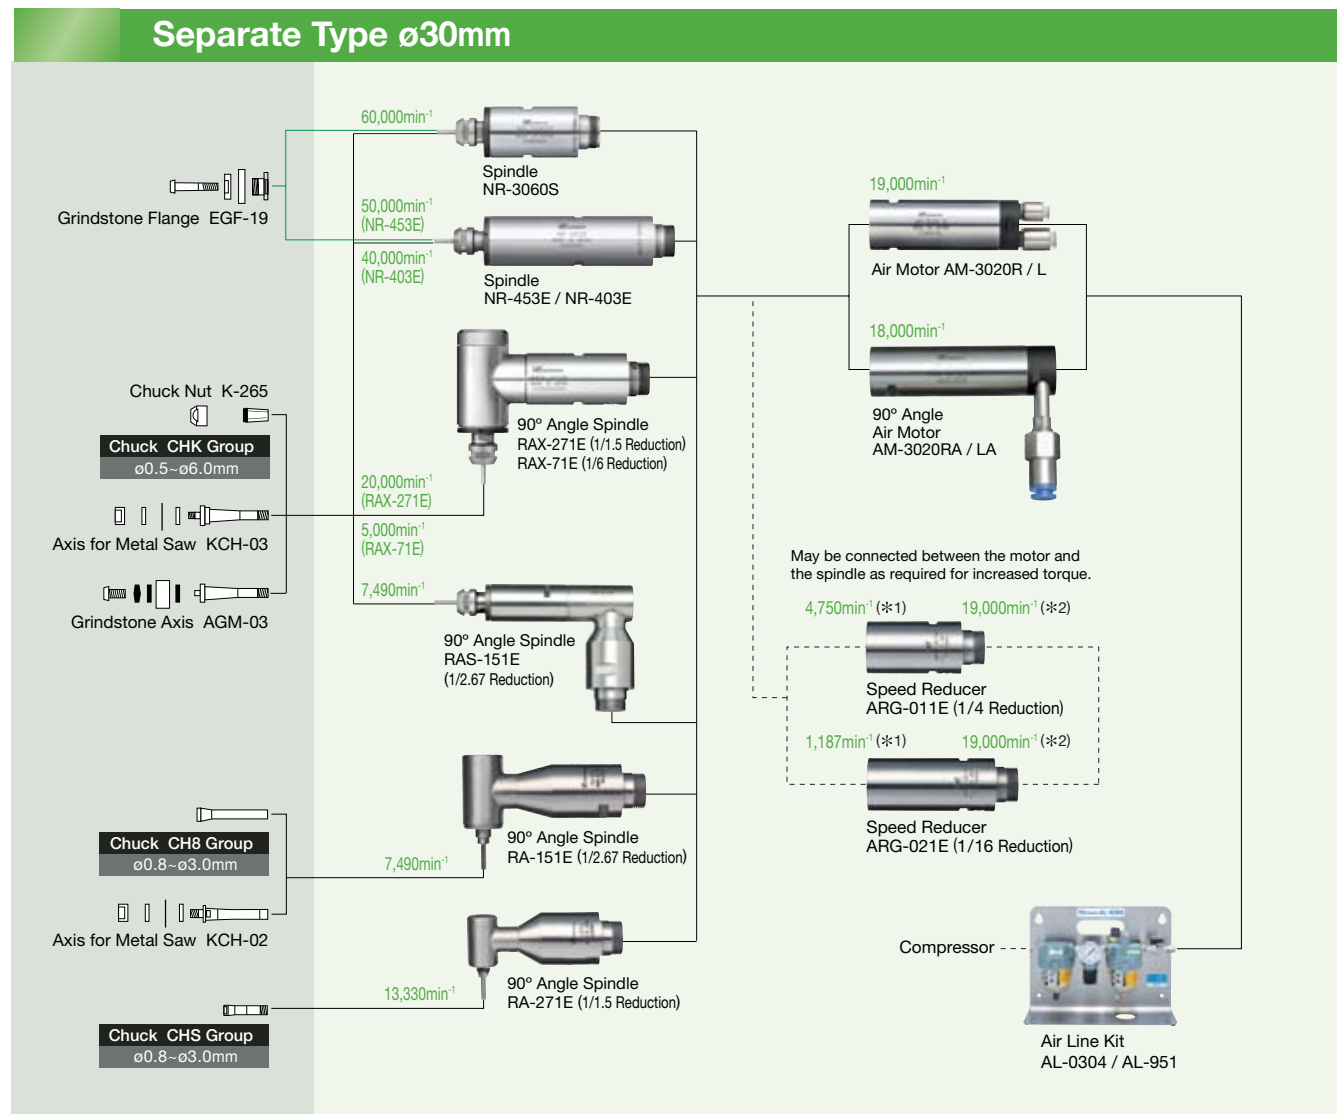 Separate Type ø30mm
60,000min-1
Spindle
NR-3060S
Grindstone Flange EGF-19
50,000min-1
(NR-453E)
40,000min-1
(NR-403E)
Spindle
NR-453E / NR-403E
19,000min-1
Air Motor AM-3020R / L
18,000min-1
90º Angle
Air Motor
AM-3020RA / LA
Chuck Nut K-265
Chuck CHK Group
ø0.5~ø6.0mm
90º Angle Spindle
RAX-271E (1/1.5 Reduction)
RAX-71E (1/6 Reduction)
20,000min-1
(RAX-271E)
5,000min-1
(RAX-71E)
Axis for Metal Saw KCH-03
7,490min-1
Grindstone Axis AGM-03
90º Angle Spindle
RAS-151E
(1/2.67 Reduction)
May be connected between the motor and
the spindle as required for increased torque.
4,750min-1 (✻1) 19,000min-1 (✻2)
Speed Reducer
ARG-011E (1/4 Reduction)
1,187min-1 (✻1) 19,000min-1 (✻2)
Speed Reducer
ARG-021E (1/16 Reduction)
Chuck CH8 Group
ø0.8~ø3.0mm
90º Angle Spindle
RA-151E (1/2.67 Reduction)
7,490min-1
Axis for Metal Saw KCH-02
90º Angle Spindle
RA-271E (1/1.5 Reduction)
13,330min-1
Chuck CHS Group
ø0.8~ø3.0mm
Compressor
Air Line Kit
AL-0304 / AL-951